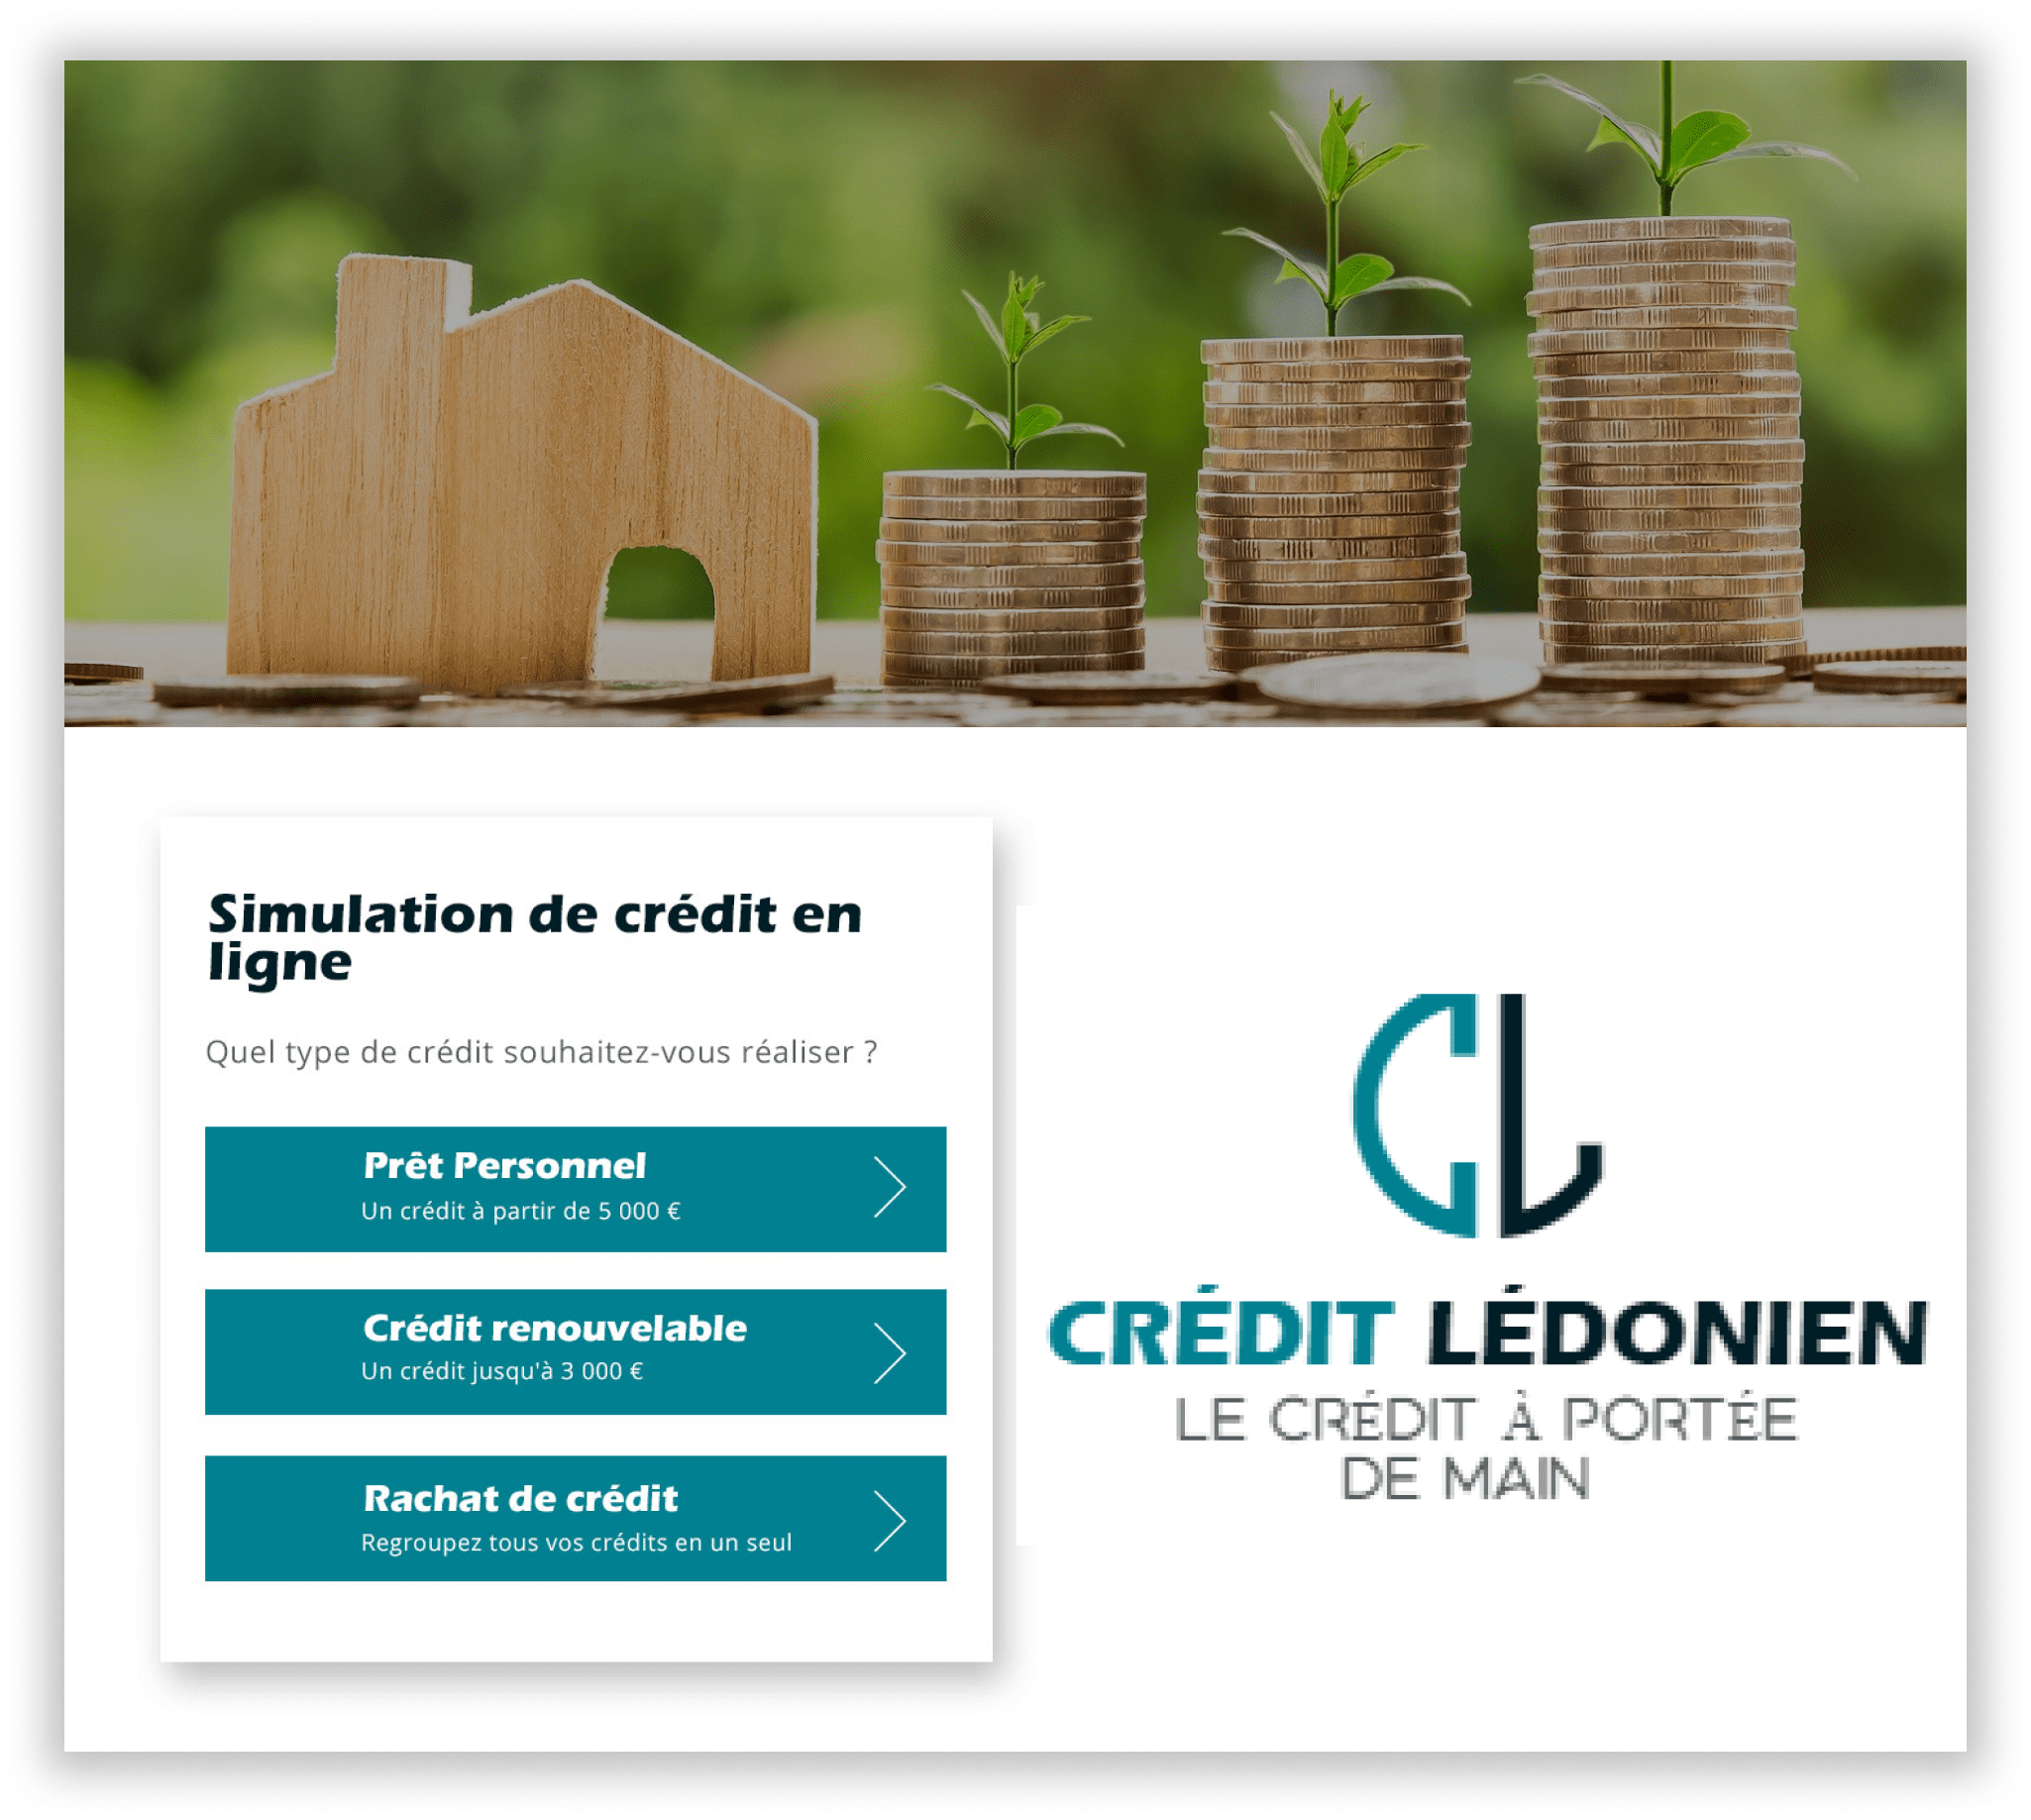 Simulation de crédit en
ligne
Quel type de crédit souhaitez-vous réaliser ?
Prêt Personnel
Un crédit à partir de 5 000 €
Crédit renouvelable
Un crédit jusqu'à 3 000 €
Rachat de crédit
Regroupez tous vos crédits en un seul
CL
CRÉDIT LÉDONIEN
LE CRÉDIT À PORTÉE
DE MAIN